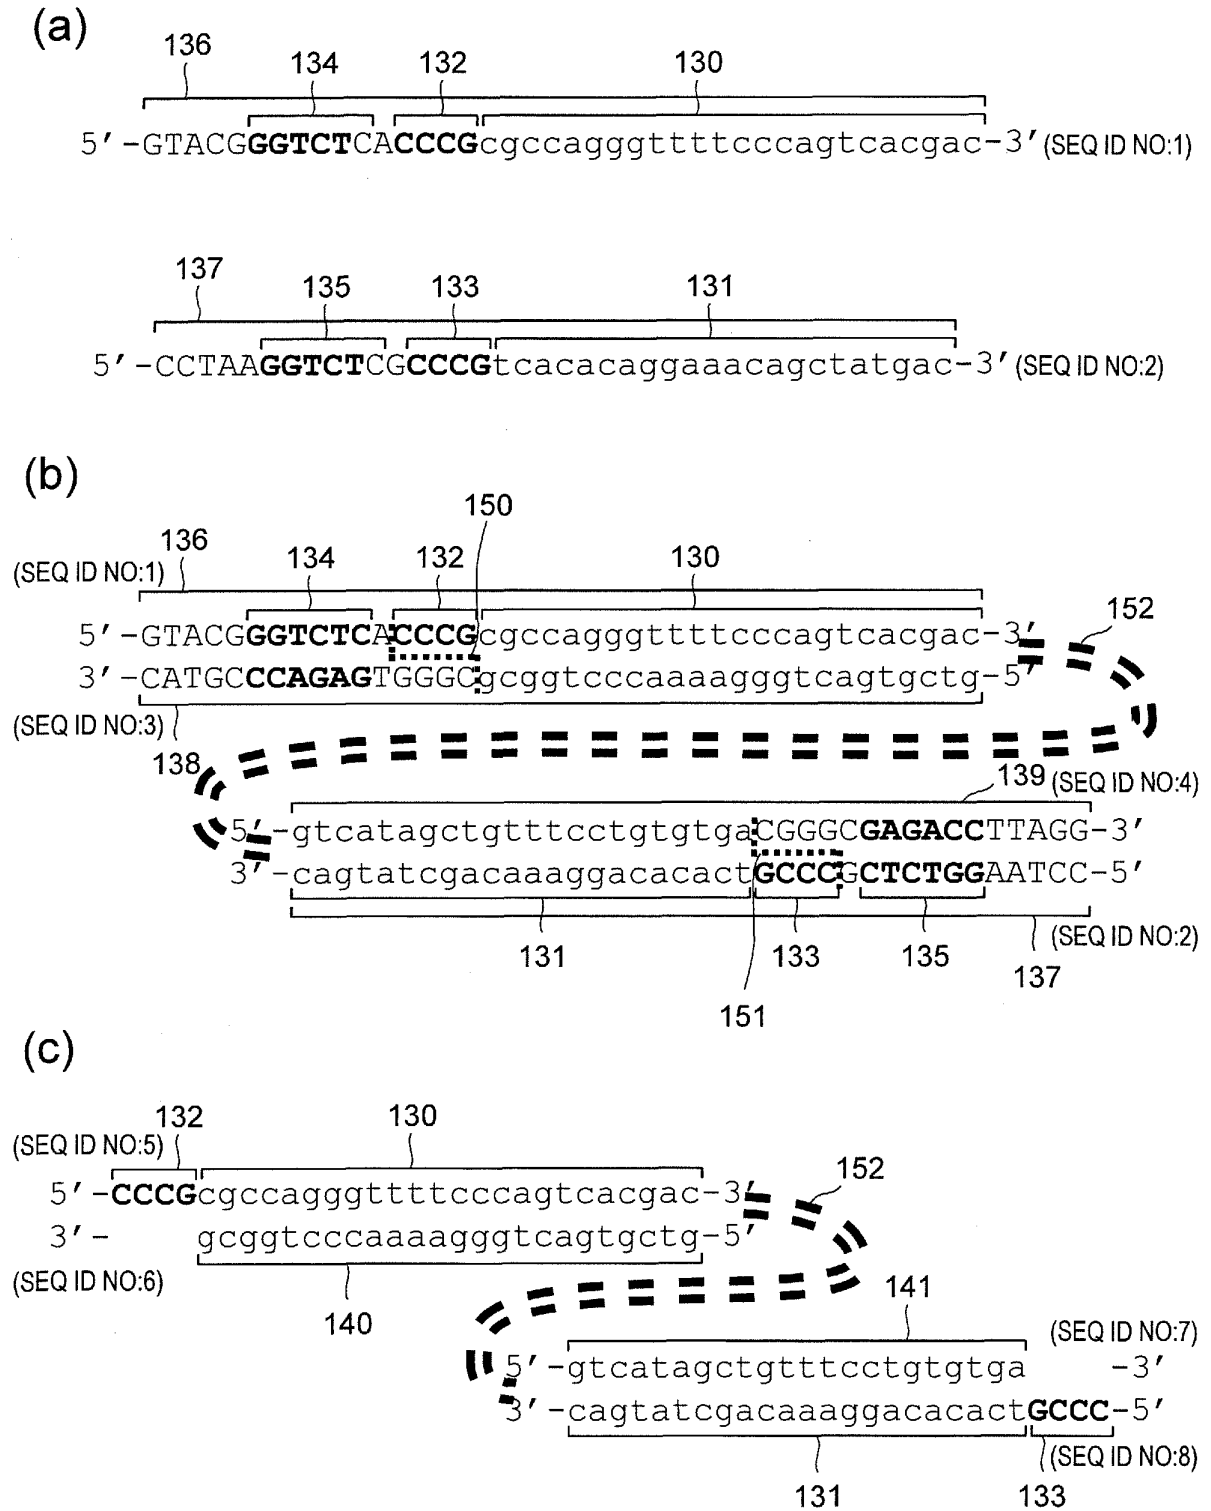 (a)
136
134 132 130
5'-GTACGGGTCTCACCCGcgccagggttttcccagtcacgac-3' (SEQ ID NO:1)
137
135 133 131
5'-CCTAAGGTCTCGCCCGtcacacaggaaacagctatgac-3' (SEQ ID NO:2)
(b)
150
136
134 132 130
(SEQ ID NO:1)
152
5'-GTACGGGTCTCACCCGcgccagggttttcccagtcacgac-3'
3'-CATGCCCAGAGTGGGCgcggtcccaaaagggtcagtgctg-5'
(SEQ ID NO:3)
138
139 (SEQ ID NO:4)
5'-gtcatagctgtttcctgtgtgaCGGGCGAGACCTTAGG-3'
3'-cagtatcgacaaaggacacactGCCCGCTCTGGAATCC-5'
(SEQ ID NO:2)
131 133 135
137
151
(c)
132 130
(SEQ ID NO:5)
152
5'-CCCGcgccagggttttcccagtcacgac-3'
3'- gcggtcccaaaagggtcagtgctg-5'
(SEQ ID NO:6)
140
141
(SEQ ID NO:7)
5'-gtcatagctgtttcctgtgtga -3'
3'-cagtatcgacaaaggacacactGCCC-5'
(SEQ ID NO:8)
131 133